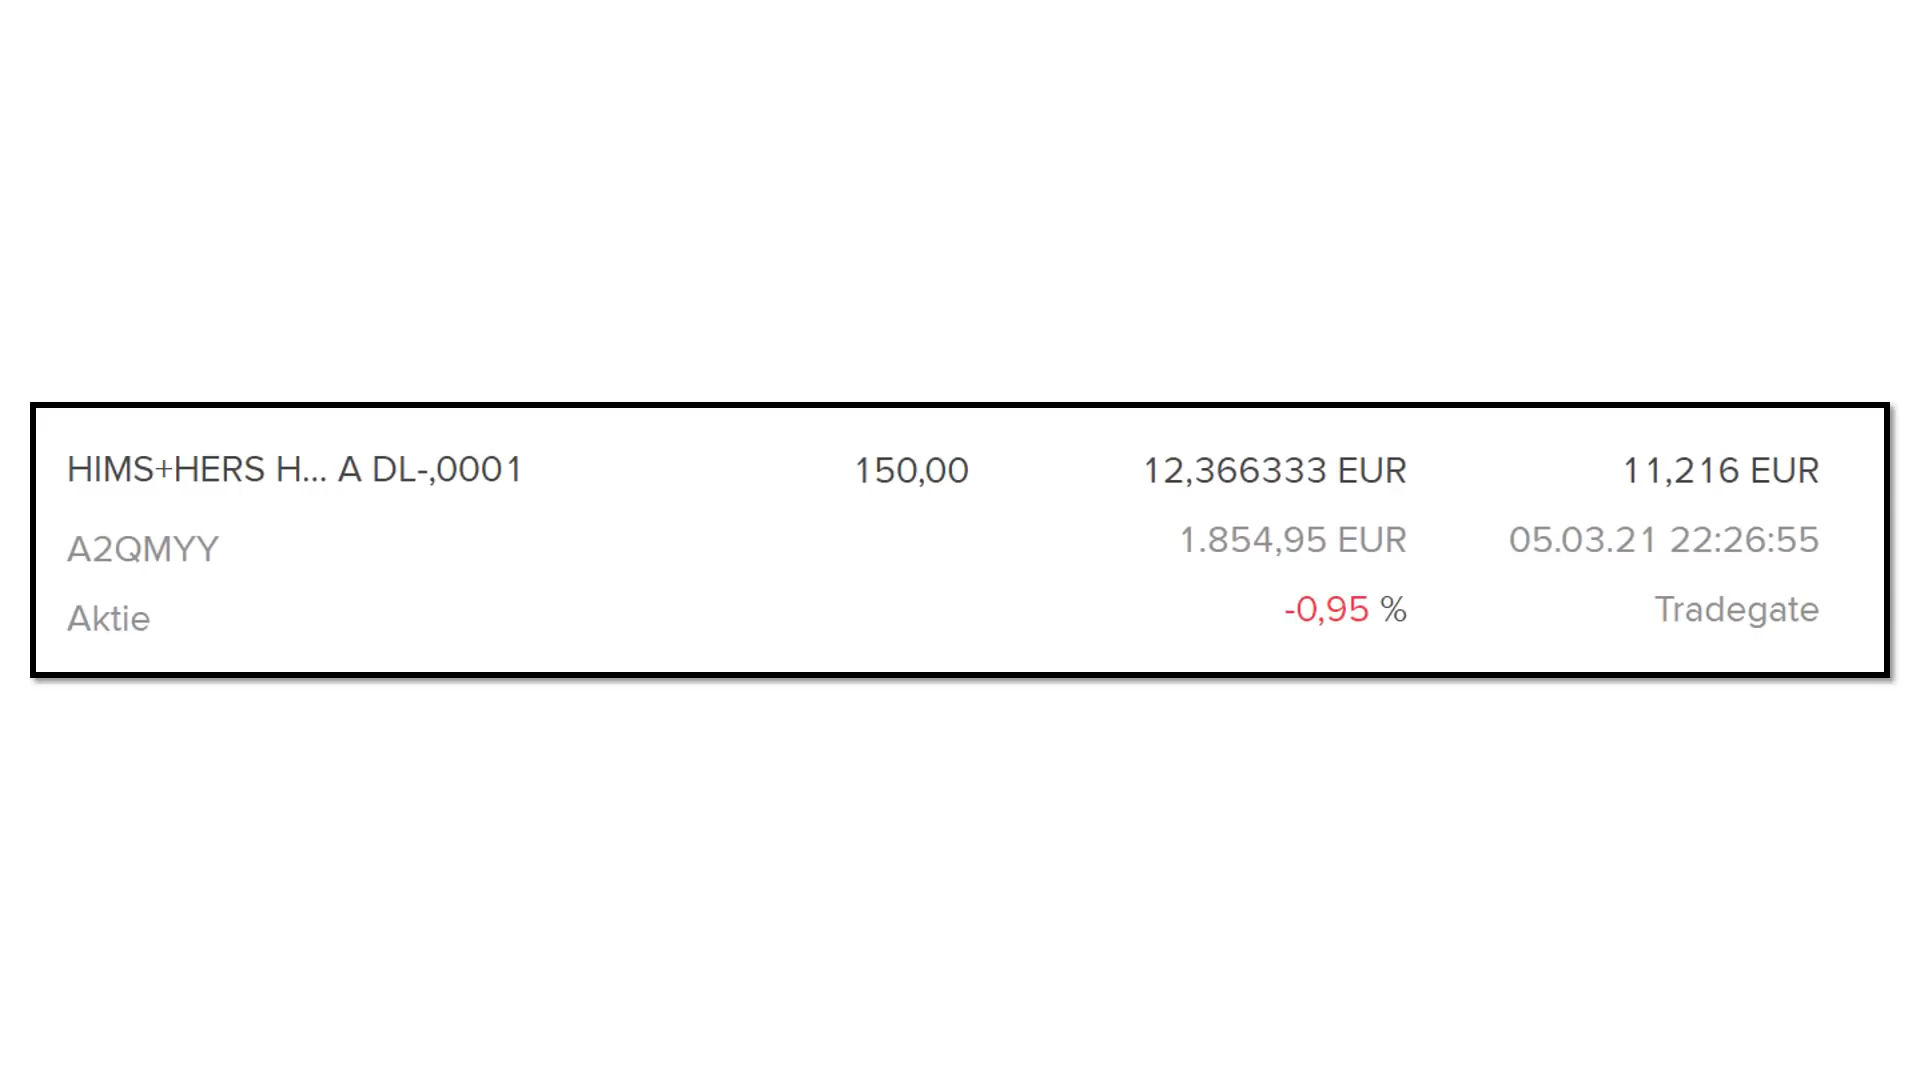 HIMS+HERS H... A DL-,0001 150,00 12,366333 EUR 11,216 EUR
A2QMYY 1.854,95 EUR 05.03.21 22:26:55
Aktie -0,95 % Tradegate